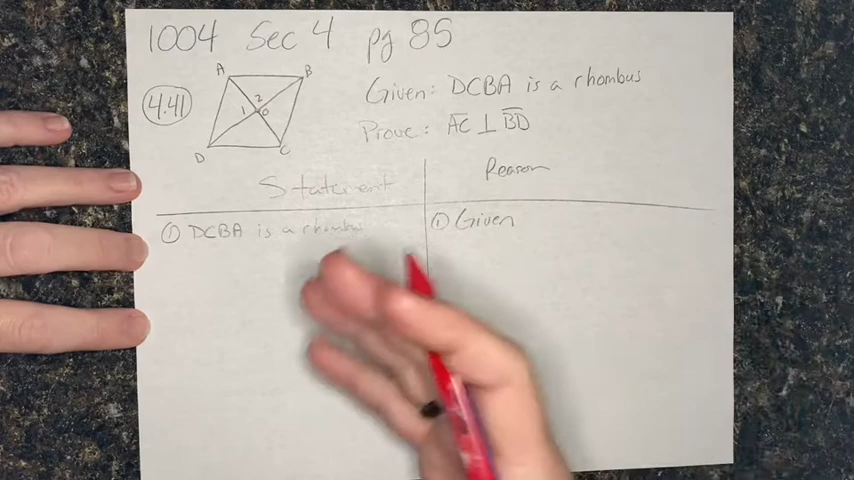 1004 Sec 4 pg 85
4.41
A B
2
1 O
D C
Given: DCBA is a rhombus
Prove: AC ⊥ BD
Statement Reason
① DCBA is a rhombus ① Given